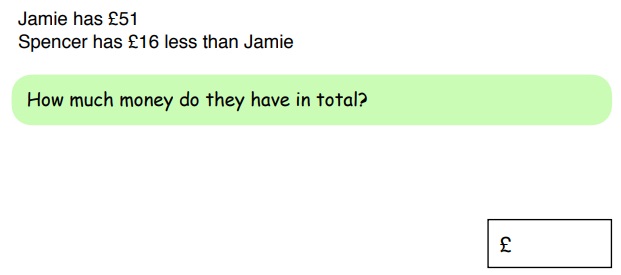 Jamie has £51
Spencer has £16 less than Jamie
How much money do they have in total?
£